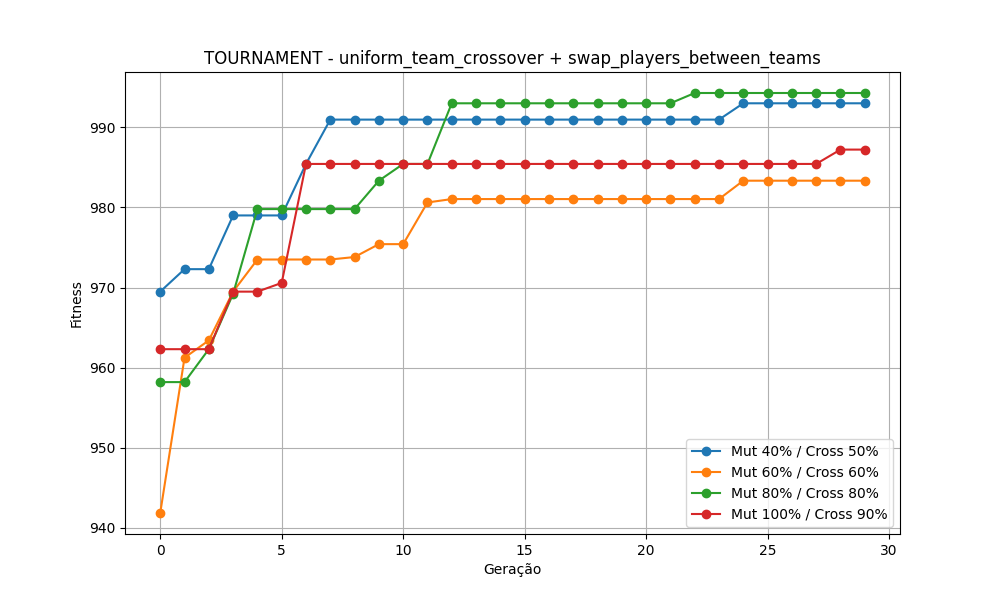 TOURNAMENT - uniform_team_crossover + swap_players_between_teams
Fitness
990
980
970
960
950
940
0 5 10 15 20 25 30
Geração
Mut 40% / Cross 50%
Mut 60% / Cross 60%
Mut 80% / Cross 80%
Mut 100% / Cross 90%